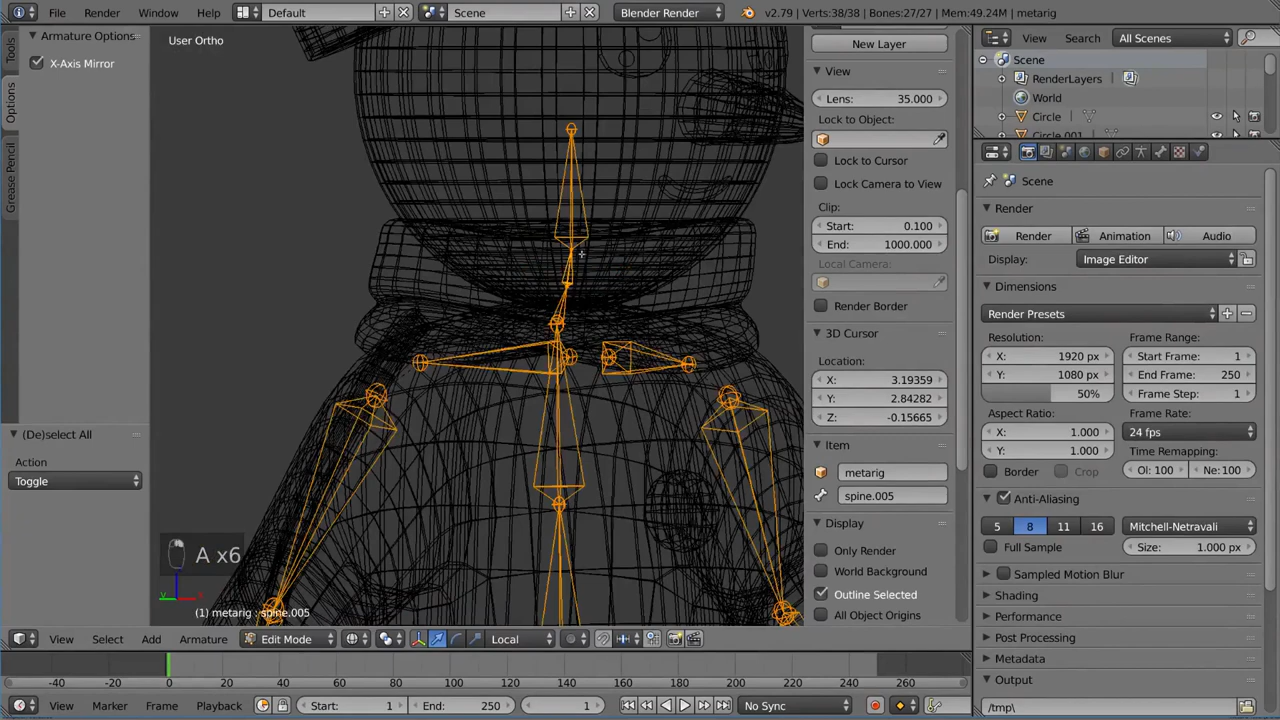 File Render Window Help Default Scene Blender Render v2.79 | Verts:38/38 | Bones:27/27 | Mem:49.24M | metarig
Tools
Options
Grease Pencil
Armature Options
X-Axis Mirror
(De)select All
Action
Toggle
User Ortho
A x6
(1) metarig : spine.005
New Layer
View
Lens: 35.000
Lock to Object:
Lock to Cursor
Lock Camera to View
Clip:
Start: 0.100
End: 1000.000
Local Camera:
Render Border
3D Cursor
Location:
X: 3.19359
Y: 2.84282
Z: -0.15665
Item
metarig
spine.005
Display
Only Render
World Background
Outline Selected
All Object Origins
View Search All Scenes
Scene
RenderLayers
World
Circle
Circle.001
Scene
Render
Render Animation Audio
Display: Image Editor
Dimensions
Render Presets
Resolution: Frame Range:
X: 1920 px Start Frame: 1
Y: 1080 px End Frame: 250
50% Frame Step: 1
Aspect Ratio: Frame Rate:
X: 1.000 24 fps
Y: 1.000 Time Remapping:
Border Crop Ol: 100 Ne:100
Anti-Aliasing
5 8 11 16 Mitchell-Netravali
Full Sample Size: 1.000 px
Sampled Motion Blur
Shading
Performance
Post Processing
Metadata
Output
/tmp\
View Select Add Armature Edit Mode Local
-40 -20 0 20 40 60 80 100 120 140 160 180 200 220 240 260
View Marker Frame Playback Start: 1 End: 250 1 No Sync